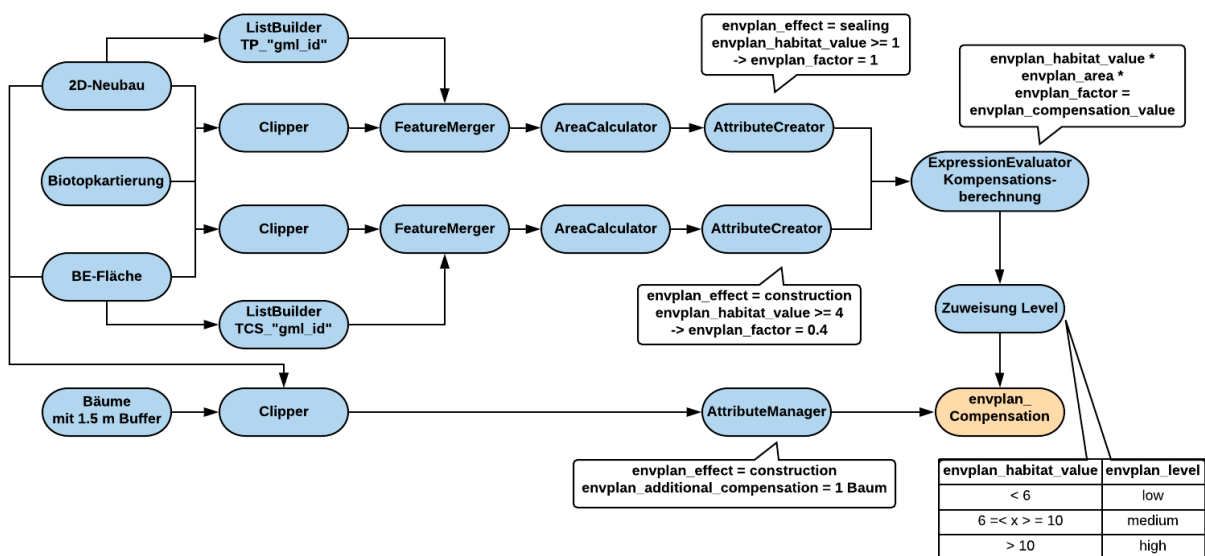 ListBuilder
TP_"gml_id"
2D-Neubau
Clipper
FeatureMerger
AreaCalculator
AttributeCreator
envplan_effect = sealing
envplan_habitat_value >= 1
-> envplan_factor = 1
envplan_habitat_value *
envplan_area *
envplan_factor =
envplan_compensation_value
Biotopkartierung
ExpressionEvaluator
Kompensations-
berechnung
Clipper
FeatureMerger
AreaCalculator
AttributeCreator
BE-Fläche
ListBuilder
TCS_"gml_id"
envplan_effect = construction
envplan_habitat_value >= 4
-> envplan_factor = 0.4
Zuweisung Level
Bäume
mit 1.5 m Buffer
Clipper
AttributeManager
envplan_
Compensation
envplan_effect = construction
envplan_additional_compensation = 1 Baum
envplan_habitat_value envplan_level
< 6 low
6 =< x > = 10 medium
> 10 high